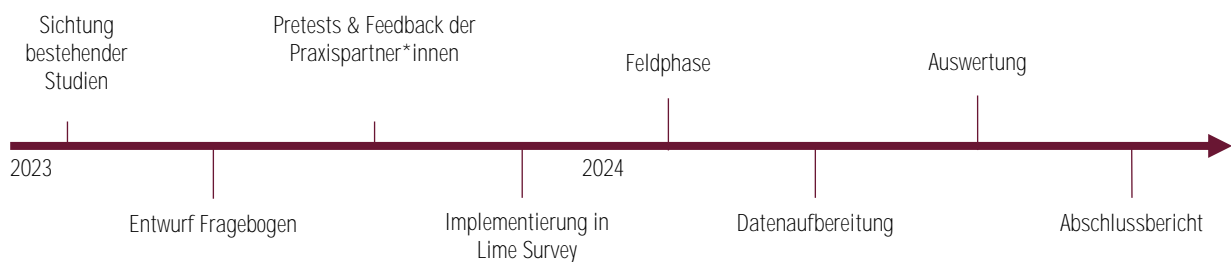 Sichtung
bestehender
Studien
Pretests & Feedback der
Praxispartner*innen
Feldphase
Auswertung
2023
2024
Entwurf Fragebogen
Implementierung in
Lime Survey
Datenaufbereitung
Abschlussbericht